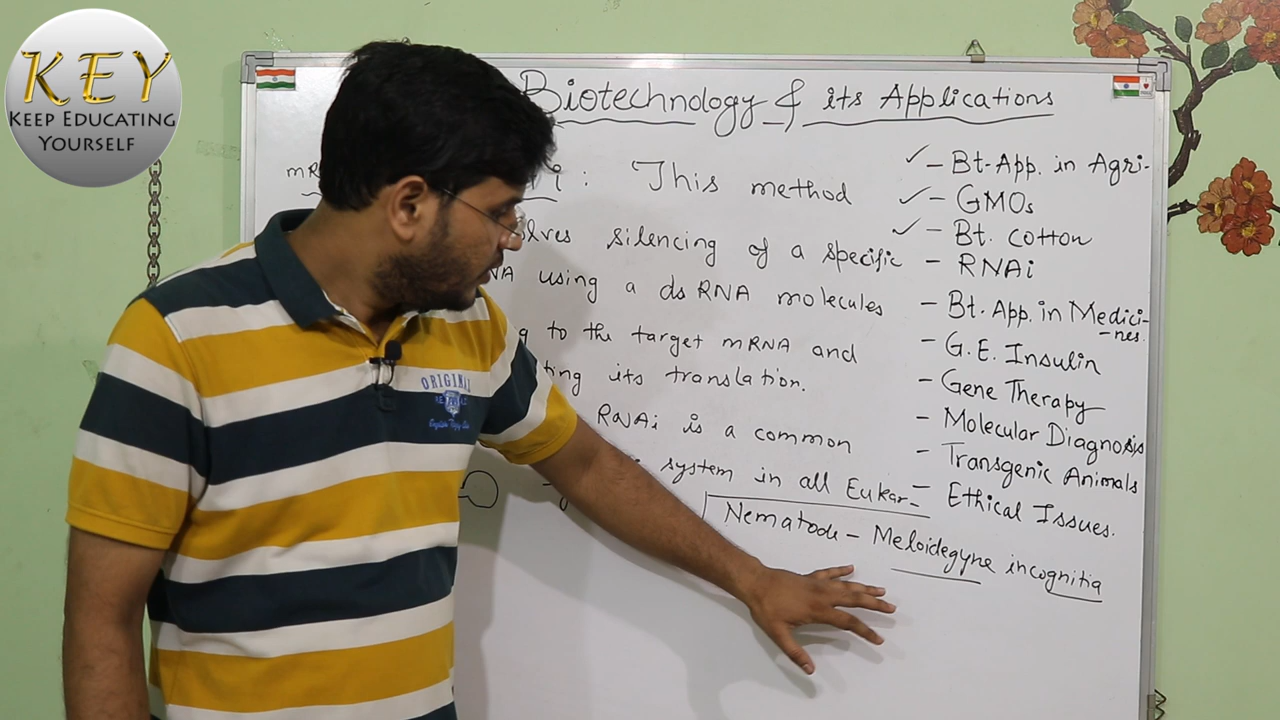 KEY
KEEP EDUCATING
YOURSELF
Biotechnology & its Applications
: This method
silencing of a specific
using a dsRNA molecules
to the target mRNA and
its translation.
RNAi is a common
system in all Eukar-
Nematode - Meloidegyne incognitia
- Bt-App. in Agri-
- GMOs
- Bt. cotton
- RNAi
- Bt. App. in Medici-
-nes.
- G.E. Insulin
- Gene Therapy
- Molecular Diagnosis
- Transgenic Animals
- Ethical Issues.
ORIGINAL